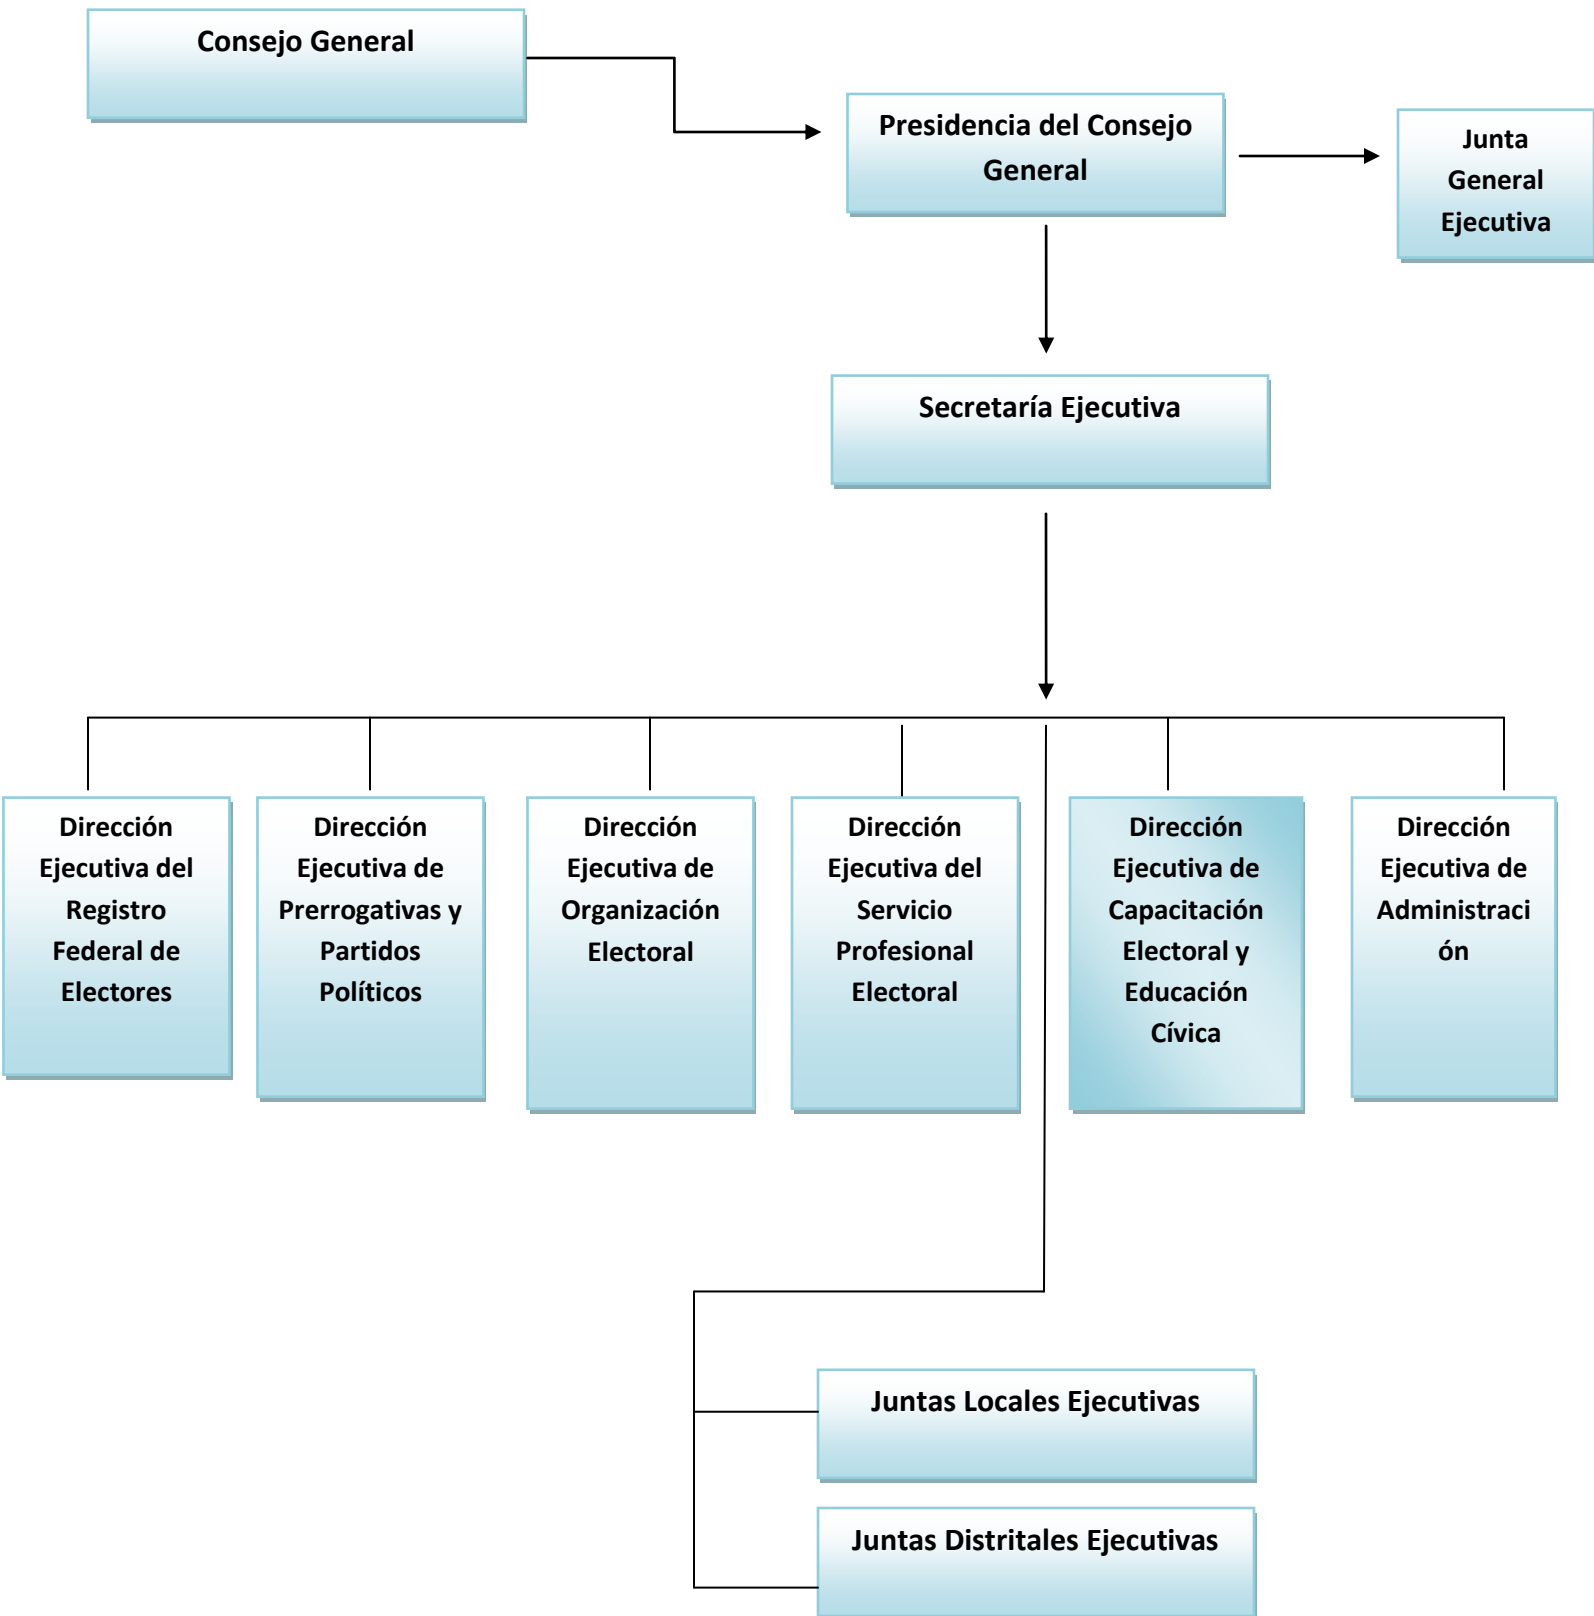 Consejo General
Presidencia del Consejo
General
Junta
General
Ejecutiva
Secretaría Ejecutiva
Dirección
Ejecutiva del
Registro
Federal de
Electores
Dirección
Ejecutiva de
Prerrogativas y
Partidos
Políticos
Dirección
Ejecutiva de
Organización
Electoral
Dirección
Ejecutiva del
Servicio
Profesional
Electoral
Dirección
Ejecutiva de
Capacitación
Electoral y
Educación
Cívica
Dirección
Ejecutiva de
Administraci
ón
Juntas Locales Ejecutivas
Juntas Distritales Ejecutivas